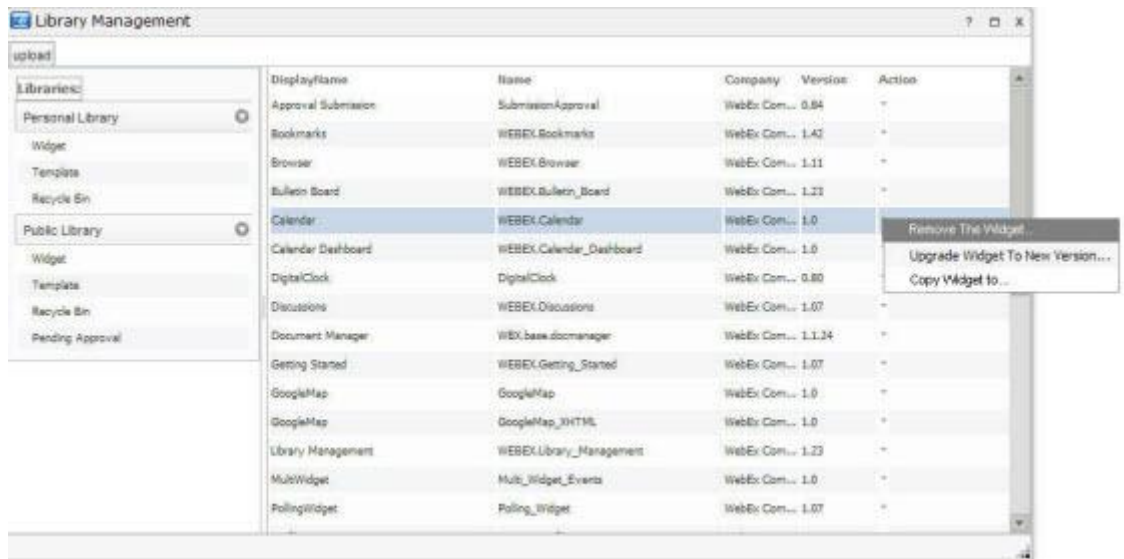 Library Management
upload
Libraries:
Personal Library
Widget
Template
Recycle Bin
Public Library
Widget
Template
Recycle Bin
Pending Approval
DisplayName Name Company Version Action
Approval Submission SubmissionApproval WebEx Com... 0.84
Bookmarks WEBEX.Bookmarks WebEx Com... 1.42
Browser WEBEX.Browser WebEx Com... 1.11
Bulletin Board WEBEX.Bulletin_Board WebEx Com... 1.23
Calendar WEBEX.Calendar WebEx Com... 1.0
Calendar Dashboard WEBEX.Calendar_Dashboard WebEx Com... 1.0
DigitalClock DigitalClock WebEx Com... 0.80
Discussions WEBEX.Discussions WebEx Com... 1.07
Document Manager WBX.base.docmanager WebEx Com... 1.1.24
Getting Started WEBEX.Getting_Started WebEx Com... 1.07
GoogleMap GoogleMap WebEx Com... 1.0
GoogleMap GoogleMap_XHTML WebEx Com... 1.0
Library Management WEBEX.Library_Management WebEx Com... 1.23
MultiWidget Multi_Widget_Events WebEx Com... 1.0
PollingWidget Polling_Widget WebEx Com... 1.07
Remove The Widget...
Upgrade Widget To New Version...
Copy Widget to...